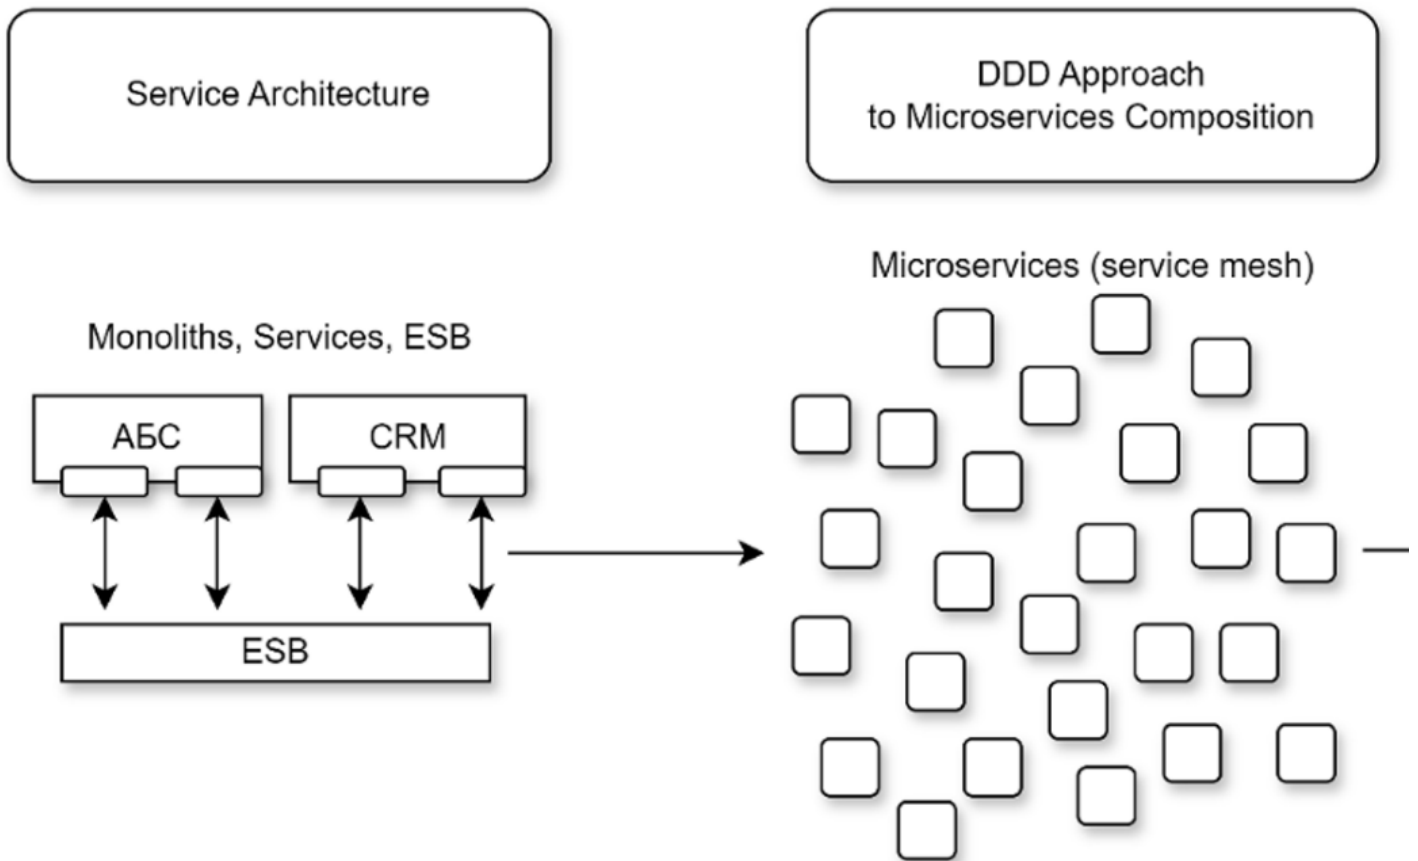 Service Architecture
DDD Approach
to Microservices Composition
Monoliths, Services, ESB
АБС
CRM
ESB
Microservices (service mesh)